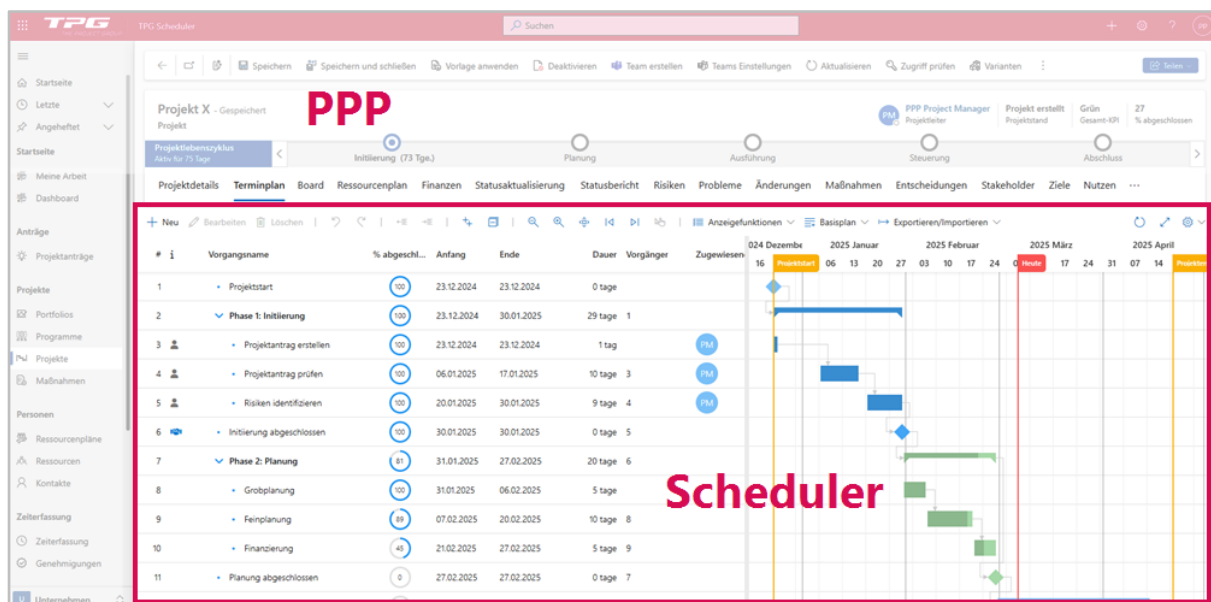 TPG
THE PROJECT GROUP
TPG Scheduler
Suchen
PP
Speichern
Speichern und schließen
Vorlage anwenden
Deaktivieren
Team erstellen
Teams Einstellungen
Aktualisieren
Zugriff prüfen
Varianten
Teilen
Startseite
Letzte
Angeheftet
Startseite
Meine Arbeit
Dashboard
Anträge
Projektanträge
Projekte
Portfolios
Programme
Projekte
Maßnahmen
Personen
Ressourcenpläne
Ressourcen
Kontakte
Zeiterfassung
Zeiterfassung
Genehmigungen
U Unternehmen
Projekt X - Gespeichert
Projekt
PPP
PM
PPP Project Manager
Projektleiter
Projekt erstellt
Projektstand
Grün
Gesamt-KPI
27
% abgeschlossen
Projektlebenszyklus
Aktiv für 75 Tage
Initiierung (73 Tge.)
Planung
Ausführung
Steuerung
Abschluss
Projektdetails Terminplan Board Ressourcenplan Finanzen Statusaktualisierung Statusbericht Risiken Probleme Änderungen Maßnahmen Entscheidungen Stakeholder Ziele Nutzen ...
Neu Bearbeiten Löschen Anzeigefunktionen Basisplan Exportieren/Importieren
# i Vorgangsname % abgeschl... Anfang Ende Dauer Vorgänger Zugewiesen
024 Dezembe 2025 Januar 2025 Februar 2025 März 2025 April
16 Projektstart 06 13 20 27 03 10 17 24 0 Heute 17 24 31 07 14 Projekten
1 Projektstart 100 23.12.2024 23.12.2024 0 tage
2 Phase 1: Initiierung 100 23.12.2024 30.01.2025 29 tage 1
3 Projektantrag erstellen 100 23.12.2024 23.12.2024 1 tag PM
4 Projektantrag prüfen 100 06.01.2025 17.01.2025 10 tage 3 PM
5 Risiken identifizieren 100 20.01.2025 30.01.2025 9 tage 4 PM
6 Initiierung abgeschlossen 100 30.01.2025 30.01.2025 0 tage 5
7 Phase 2: Planung 81 31.01.2025 27.02.2025 20 tage 6
8 Grobplanung 100 31.01.2025 06.02.2025 5 tage
9 Feinplanung 89 07.02.2025 20.02.2025 10 tage 8
10 Finanzierung 45 21.02.2025 27.02.2025 5 tage 9
11 Planung abgeschlossen 0 27.02.2025 27.02.2025 0 tage 7
Scheduler